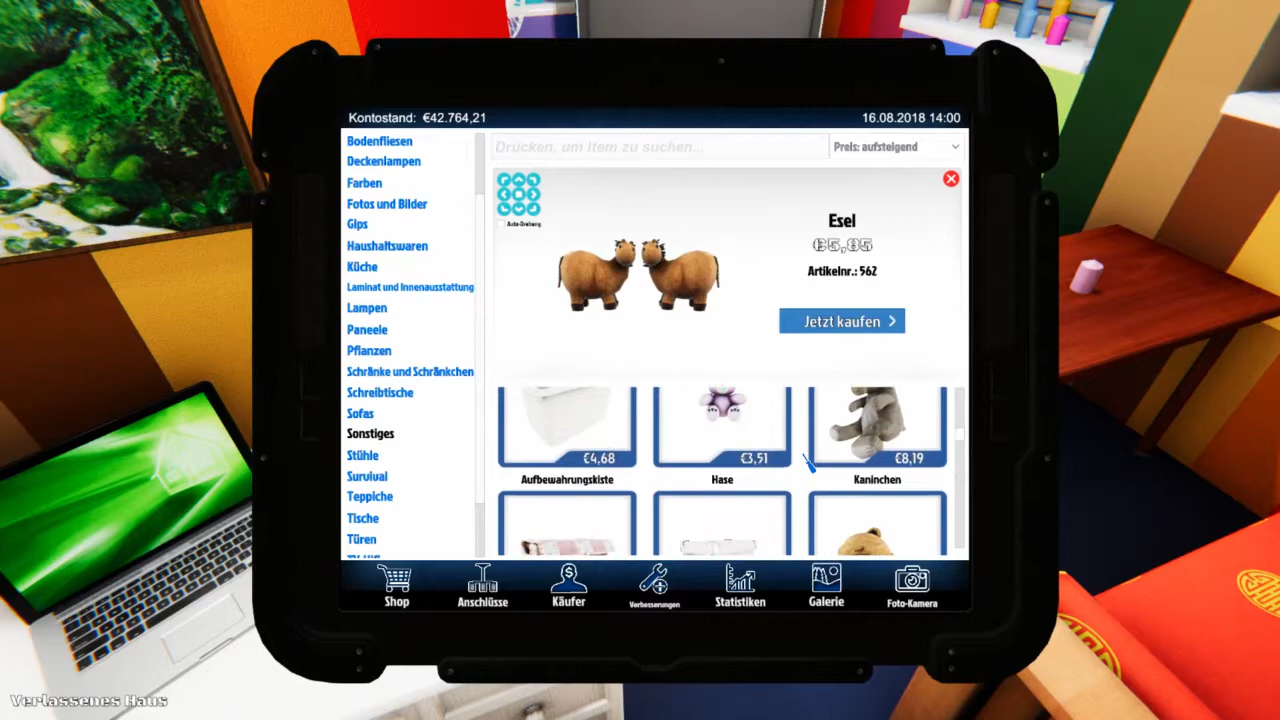 Kontostand: €42.764,21
16.08.2018 14:00
Bodenfliesen
Deckenlampen
Farben
Fotos und Bilder
Gips
Haushaltswaren
Küche
Laminat und Innenausstattung
Lampen
Paneele
Pflanzen
Schränke und Schränkchen
Schreibtische
Sofas
Sonstiges
Stühle
Survival
Teppiche
Tische
Türen
Drücken, um Item zu suchen...
Preis: aufsteigend
Auto-Drehung
Esel
€5,85
Artikelnr.: 562
Jetzt kaufen
€4,68
€3,51
€8,19
Aufbewahrungskiste
Hase
Kaninchen
Shop
Anschlüsse
Käufer
Verbesserungen
Statistiken
Galerie
Foto-Kamera
Verlassenes Haus